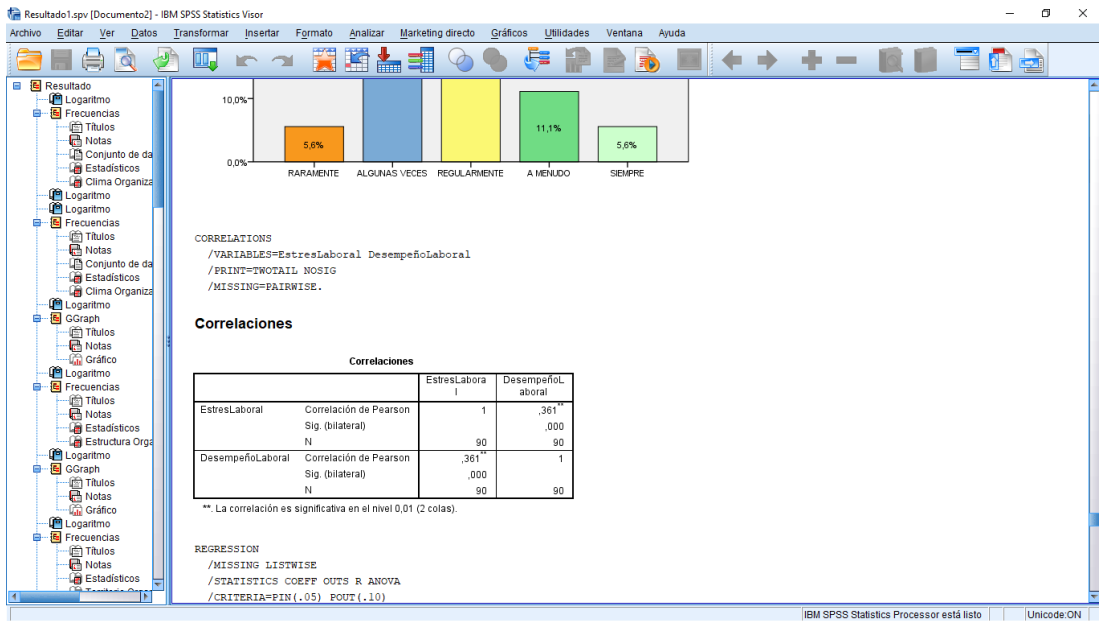 Resultado1.spv [Documento2] - IBM SPSS Statistics Visor
Archivo Editar Ver Datos Transformar Insertar Formato Analizar Marketing directo Gráficos Utilidades Ventana Ayuda
Resultado
Logaritmo
Frecuencias
Títulos
Notas
Conjunto de da
Estadísticos
Clima Organiza
Logaritmo
Logaritmo
Frecuencias
Títulos
Notas
Conjunto de da
Estadísticos
Clima Organiza
Logaritmo
GGraph
Títulos
Notas
Gráfico
Logaritmo
Frecuencias
Títulos
Notas
Estadísticos
Estructura Orga
Logaritmo
GGraph
Títulos
Notas
Gráfico
Logaritmo
Frecuencias
Títulos
Notas
Estadísticos
10,0%
0,0%
5,6% 11,1% 5,6%
RARAMENTE ALGUNAS VECES REGULARMENTE A MENUDO SIEMPRE
CORRELATIONS
/VARIABLES=EstresLaboral DesempeñoLaboral
/PRINT=TWOTAIL NOSIG
/MISSING=PAIRWISE.
Correlaciones
Correlaciones
EstresLabora DesempeñoL
l aboral
EstresLaboral Correlación de Pearson 1 ,361**
Sig. (bilateral) ,000
N 90 90
DesempeñoLaboral Correlación de Pearson ,361** 1
Sig. (bilateral) ,000
N 90 90
**. La correlación es significativa en el nivel 0,01 (2 colas).
REGRESSION
/MISSING LISTWISE
/STATISTICS COEFF OUTS R ANOVA
/CRITERIA=PIN(.05) POUT(.10)
IBM SPSS Statistics Processor está listo Unicode:ON